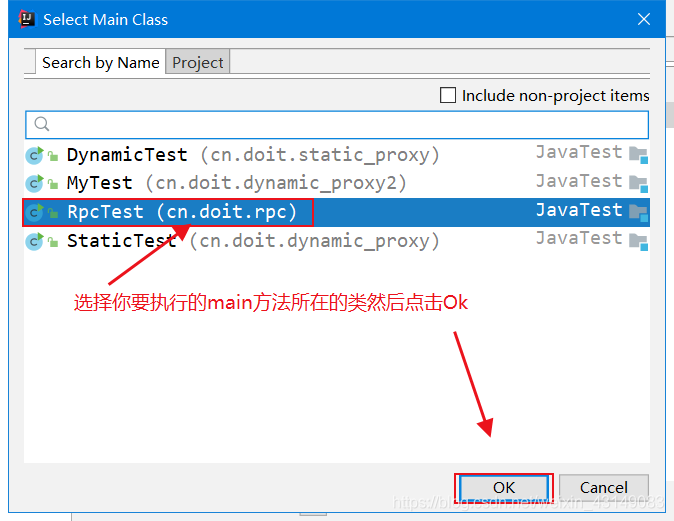 Select Main Class
Search by Name Project
Include non-project items
DynamicTest (cn.doit.static_proxy) JavaTest
MyTest (cn.doit.dynamic_proxy2) JavaTest
RpcTest (cn.doit.rpc) JavaTest
StaticTest (cn.doit.dynamic_proxy) JavaTest
选择你要执行的main方法所在的类然后点击Ok
OK Cancel
https://blog.csdn.net/weixin_43149083